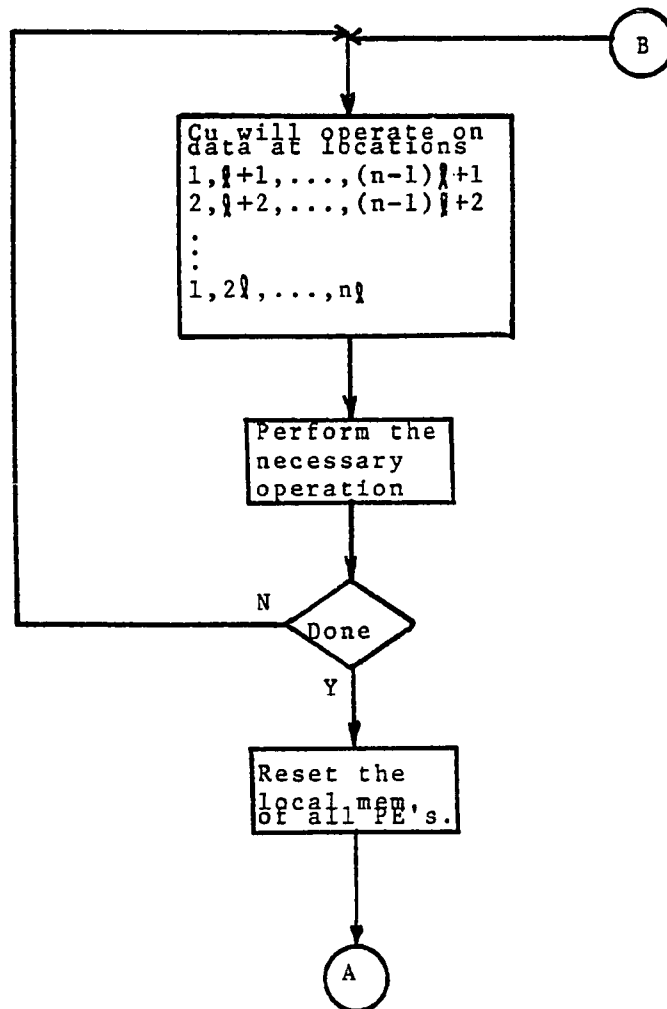 B
Cu will operate on
data at locations
1,ℓ+1,...,(n-1)ℓ+1
2,ℓ+2,...,(n-1)ℓ+2
.
.
.
1,2ℓ,...,nℓ
Perform the
necessary
operation
N
Done
Y
Reset the
local mem,
of all PE's.
A